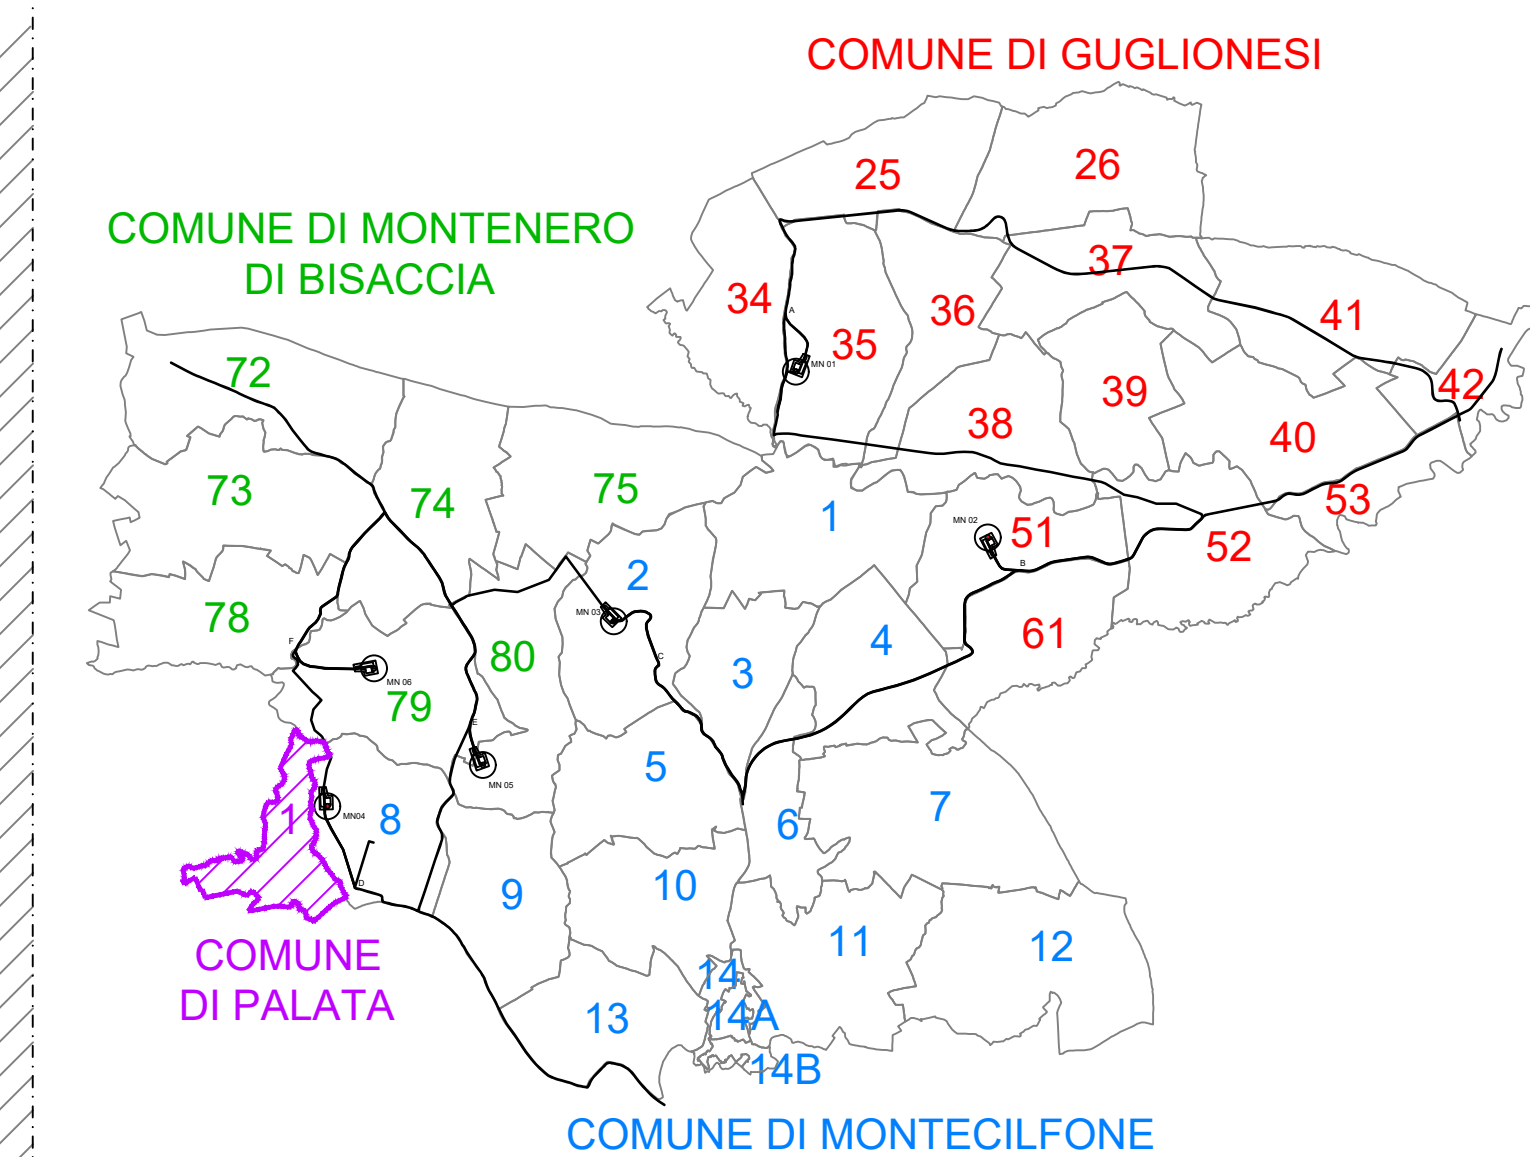 COMUNE DI GUGLIONESI
26
25
COMUNE DI MONTENERO
DI BISACCIA
37
34
36
41
A
35
MN 01
72
42
39
38
40
73
75
74
53
1
MN 02
51
52
B
2
MN 03
78
61
F
4
80
C
3
MN 06
79
E
5
MN 05
7
1
MN04
8
6
D
10
9
11
12
COMUNE
DI PALATA
14
14A
13
14B
COMUNE DI MONTECILFONE